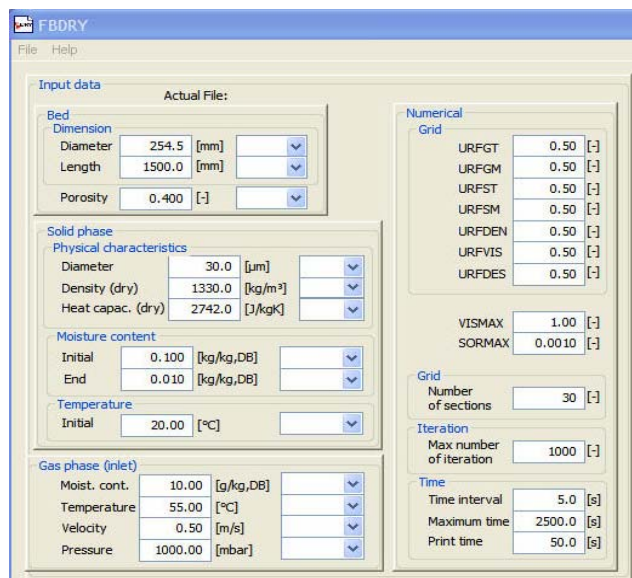 FBDRY
File Help
Input data
Actual File:
Bed
Dimension
Diameter 254.5 [mm]
Length 1500.0 [mm]
Porosity 0.400 [-]
Solid phase
Physical characteristics
Diameter 30.0 [µm]
Density (dry) 1330.0 [kg/m³]
Heat capac. (dry) 2742.0 [J/kgK]
Moisture content
Initial 0.100 [kg/kg,DB]
End 0.010 [kg/kg,DB]
Temperature
Initial 20.00 [°C]
Gas phase (inlet)
Moist. cont. 10.00 [g/kg,DB]
Temperature 55.00 [°C]
Velocity 0.50 [m/s]
Pressure 1000.00 [mbar]
Numerical
Grid
URFGT 0.50 [-]
URFGM 0.50 [-]
URFST 0.50 [-]
URFSM 0.50 [-]
URFDEN 0.50 [-]
URFVIS 0.50 [-]
URFDES 0.50 [-]
VISMAX 1.00 [-]
SORMAX 0.0010 [-]
Grid
Number
of sections 30 [-]
Iteration
Max number
of iteration 1000 [-]
Time
Time interval 5.0 [s]
Maximum time 2500.0 [s]
Print time 50.0 [s]